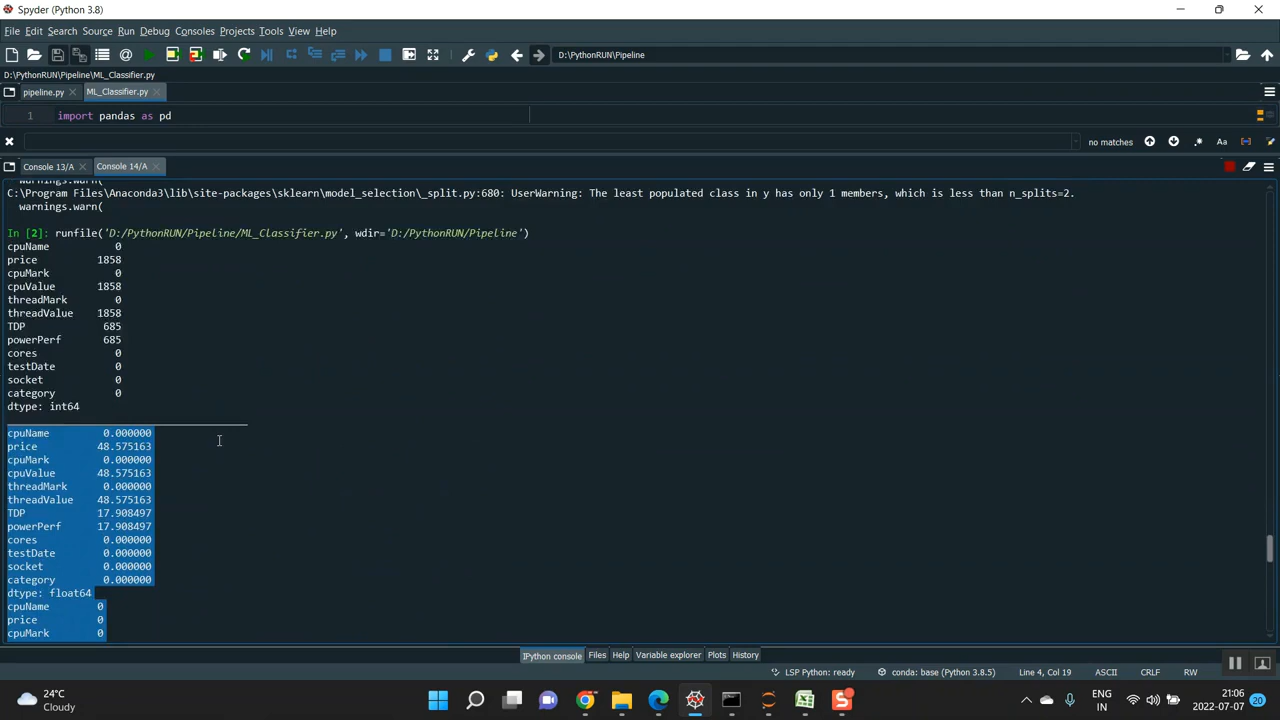 Spyder (Python 3.8)
File Edit Search Source Run Debug Consoles Projects Tools View Help
D:\PythonRUN\Pipeline
D:\PythonRUN\Pipeline\ML_Classifier.py
pipeline.py ML_Classifier.py
1 import pandas as pd
no matches
Console 13/A Console 14/A
warnings.warn(
C:\Program Files\Anaconda3\lib\site-packages\sklearn\model_selection\_split.py:680: UserWarning: The least populated class in y has only 1 members, which is less than n_splits=2.
warnings.warn(
In [2]: runfile('D:/PythonRUN/Pipeline/ML_Classifier.py', wdir='D:/PythonRUN/Pipeline')
cpuName 0
price 1858
cpuMark 0
cpuValue 1858
threadMark 0
threadValue 1858
TDP 685
powerPerf 685
cores 0
testDate 0
socket 0
category 0
dtype: int64
cpuName 0.000000
price 48.575163
cpuMark 0.000000
cpuValue 48.575163
threadMark 0.000000
threadValue 48.575163
TDP 17.908497
powerPerf 17.908497
cores 0.000000
testDate 0.000000
socket 0.000000
category 0.000000
dtype: float64
cpuName 0
price 0
cpuMark 0
IPython console Files Help Variable explorer Plots History
LSP Python: ready conda: base (Python 3.8.5) Line 4, Col 19 ASCII CRLF RW
24°C
Cloudy
ENG
IN
21:06
2022-07-07
20